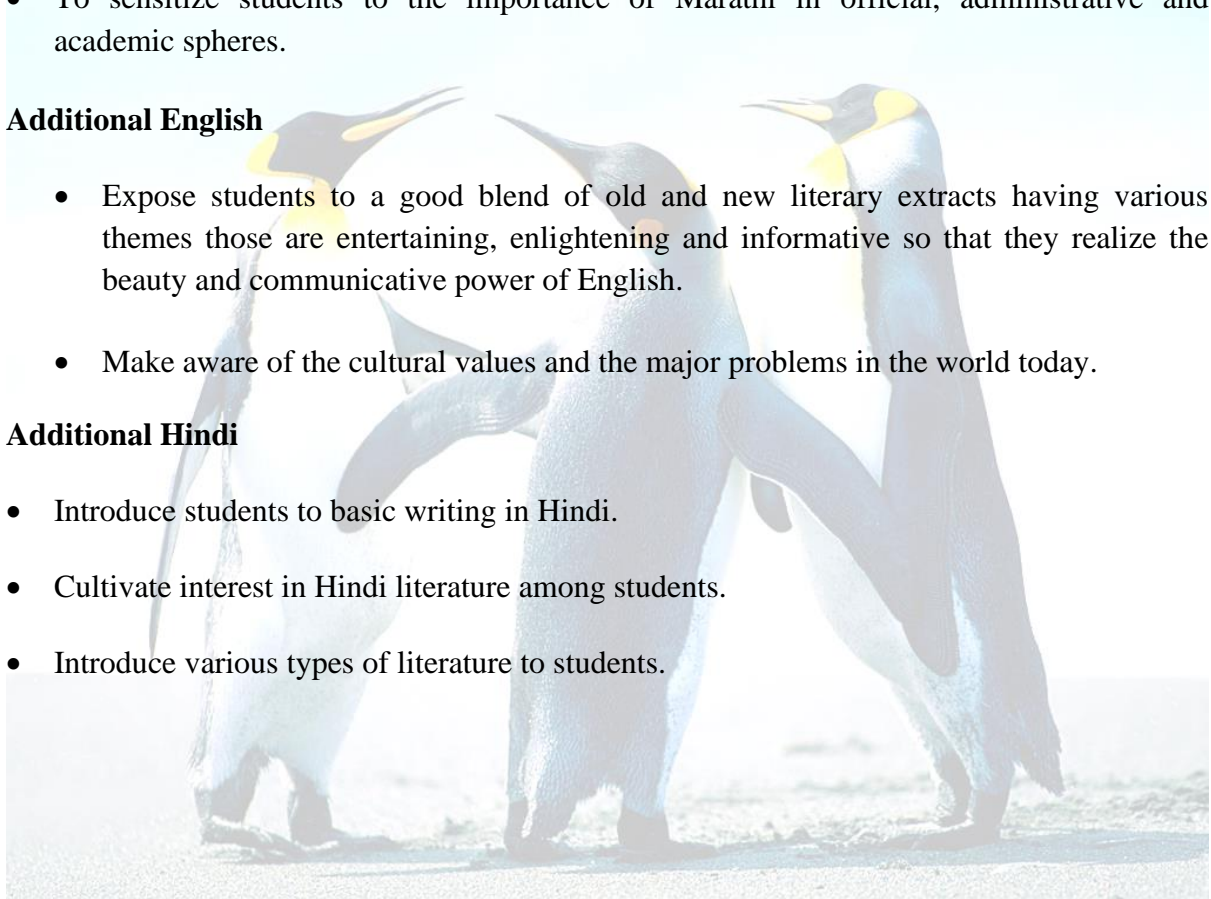 • To sensitize students to the importance of Marathi in official, administrative and
academic spheres.
Additional English
• Expose students to a good blend of old and new literary extracts having various
themes those are entertaining, enlightening and informative so that they realize the
beauty and communicative power of English.
• Make aware of the cultural values and the major problems in the world today.
Additional Hindi
• Introduce students to basic writing in Hindi.
• Cultivate interest in Hindi literature among students.
• Introduce various types of literature to students.